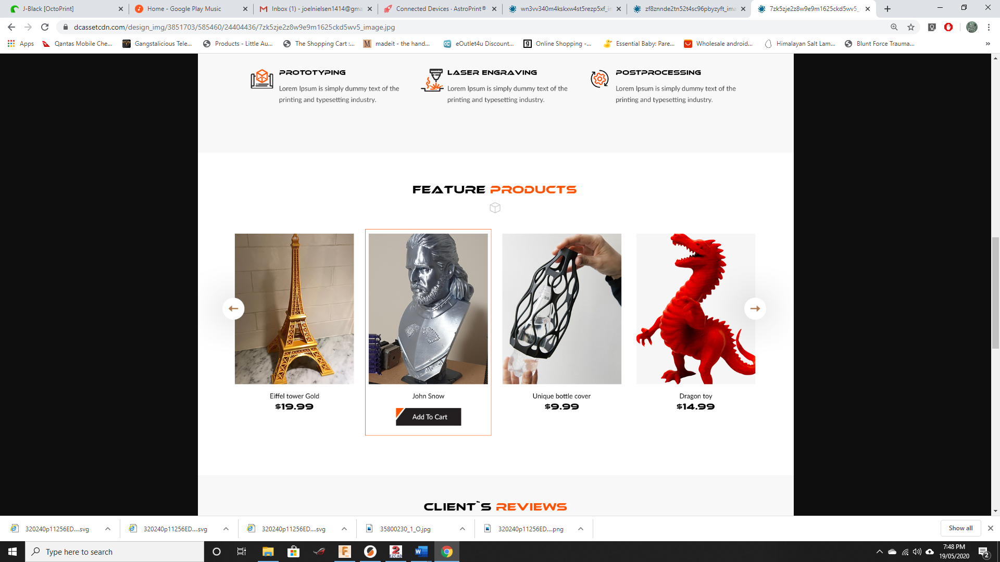 J-Black [OctoPrint]
Home - Google Play Music
Inbox (1) - joelnielsen1414@gma
Connected Devices · AstroPrint®
wn3vv340m4kskxw4st5rezp5xf_i
zf8znnde2tn52t4sc96pbyzyft_ima
7zk5zje2z8w9e9m1625ckd5wv5_
dcassetcdn.com/design_img/3851703/585460/24404436/7zk5zje2z8w9e9m1625ckd5wv5_image.jpg
Apps
Qantas Mobile Che...
Gangstalicious Tele...
Products - Little Au...
The Shopping Cart :...
madeit - the hand...
eOutlet4u Discount...
Online Shopping -...
Essential Baby: Pare...
Wholesale android...
Himalayan Salt Lam...
Blunt Force Trauma...
»
PROTOTYPING
Lorem Ipsum is simply dummy text of the
printing and typesetting industry.
LASER ENGRAVING
Lorem Ipsum is simply dummy text of the
printing and typesetting industry.
POSTPROCESSING
Lorem Ipsum is simply dummy text of the
printing and typesetting industry.
FEATURE PRODUCTS
Eiffel tower Gold
$19.99
John Snow
Add To Cart
Unique bottle cover
$9.99
Dragon toy
$14.99
CLIENT`S REVIEWS
320240p11256ED....svg
320240p11256ED....svg
320240p11256ED....svg
35800230_1_O.jpg
320240p11256ED....png
Show all
Type here to search
2
EZCAD
7:48 PM
19/05/2020
2